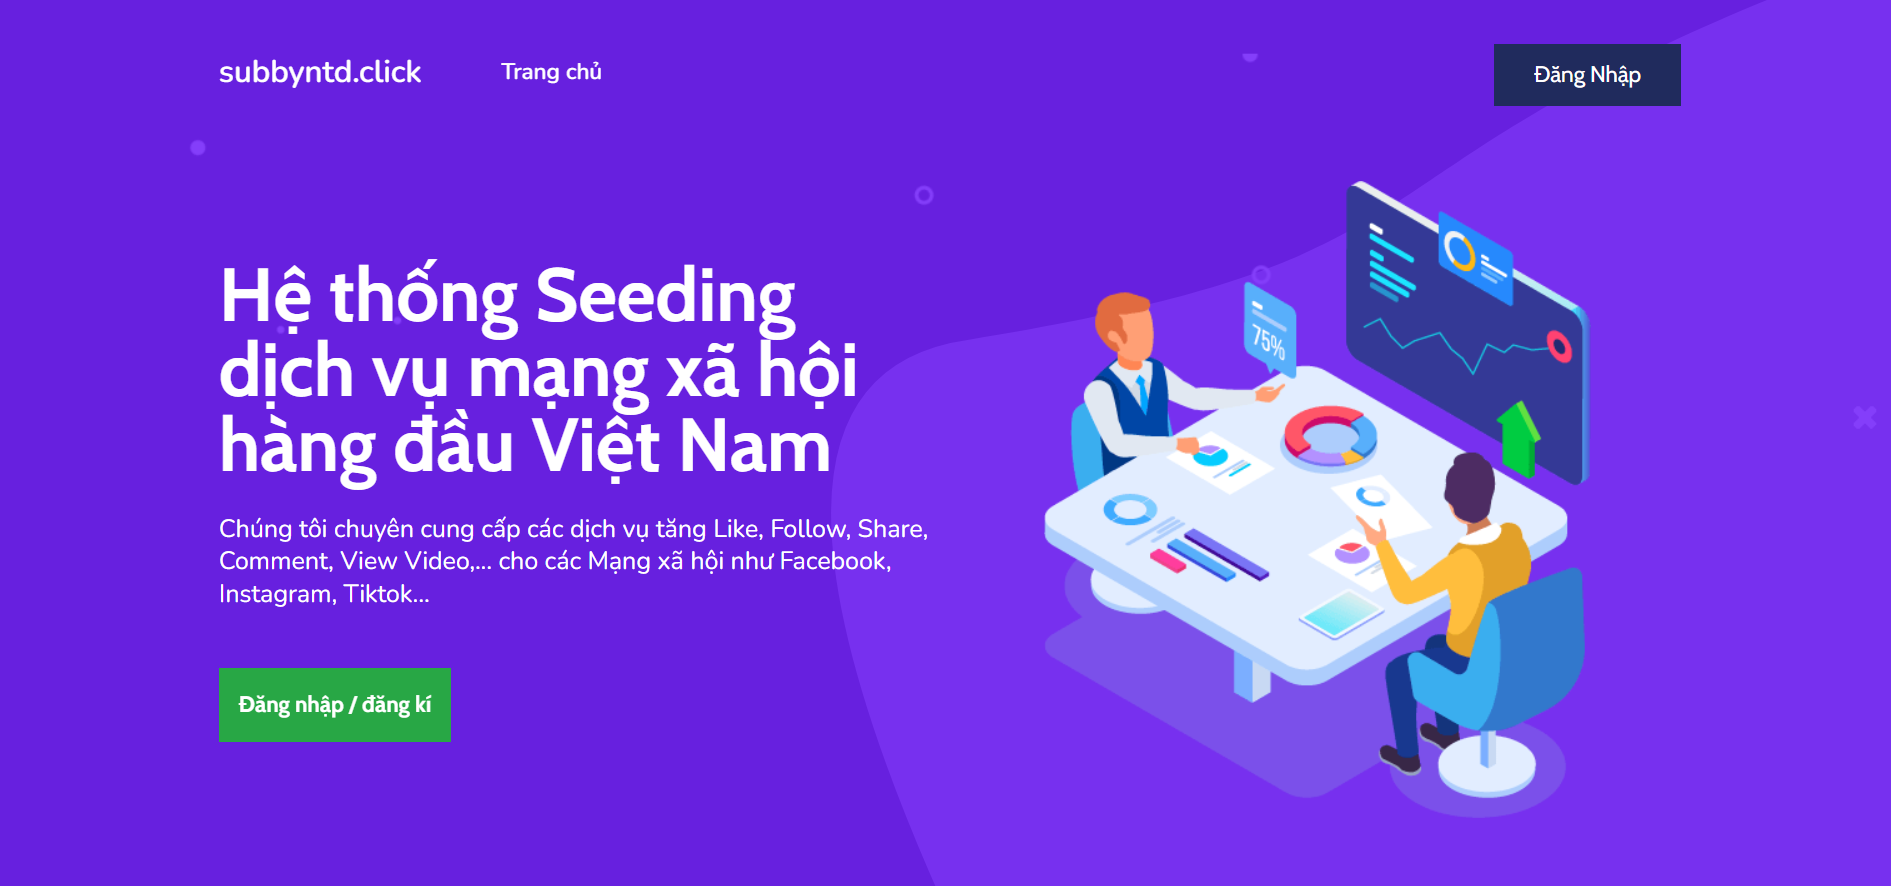 subbyntd.click
Trang chủ
Đăng Nhập
Hệ thống Seeding
dịch vụ mạng xã hội
hàng đầu Việt Nam
Chúng tôi chuyên cung cấp các dịch vụ tăng Like, Follow, Share,
Comment, View Video,... cho các Mạng xã hội như Facebook,
Instagram, Tiktok...
Đăng nhập / đăng kí
75%